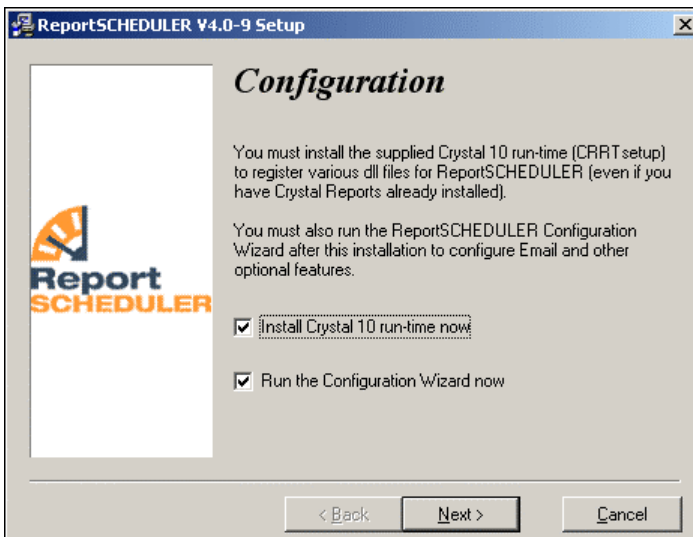 ReportSCHEDULER V4.0-9 Setup
Configuration
You must install the supplied Crystal 10 run-time (CRRTsetup)
to register various dll files for ReportSCHEDULER (even if you
have Crystal Reports already installed).
You must also run the ReportSCHEDULER Configuration
Wizard after this installation to configure Email and other
optional features.
Report
SCHEDULER
Install Crystal 10 run-time now
Run the Configuration Wizard now
< Back
Next >
Cancel